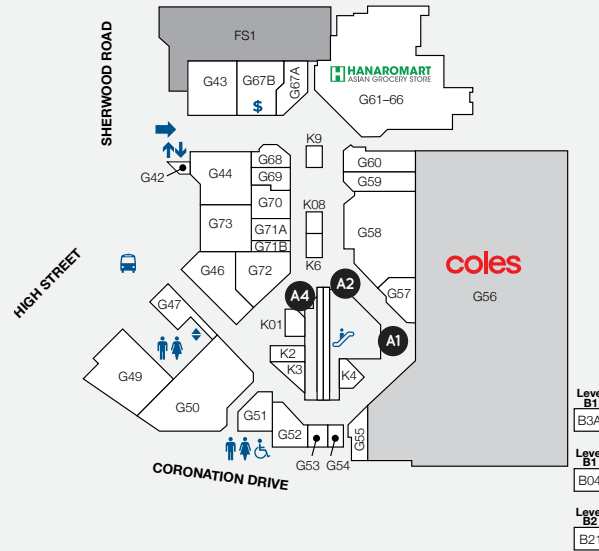 SHERWOOD ROAD
FS1
G43
G67B
G67A
$
HANAROMART
ASIAN GROCERY STORE
G61–66
K9
G68
G60
G42
G44
G69
G59
G70
K08
G73
G71A
G58
G71B
K6
coles
G56
G46
G72
G57
HIGH STREET
A4
A2
G47
K01
A1
K2
K3
K4
G49
G50
G51
G52
G55
G53
G54
CORONATION DRIVE
Leve
B1
B3A
Leve
B1
B04
Leve
B2
B21